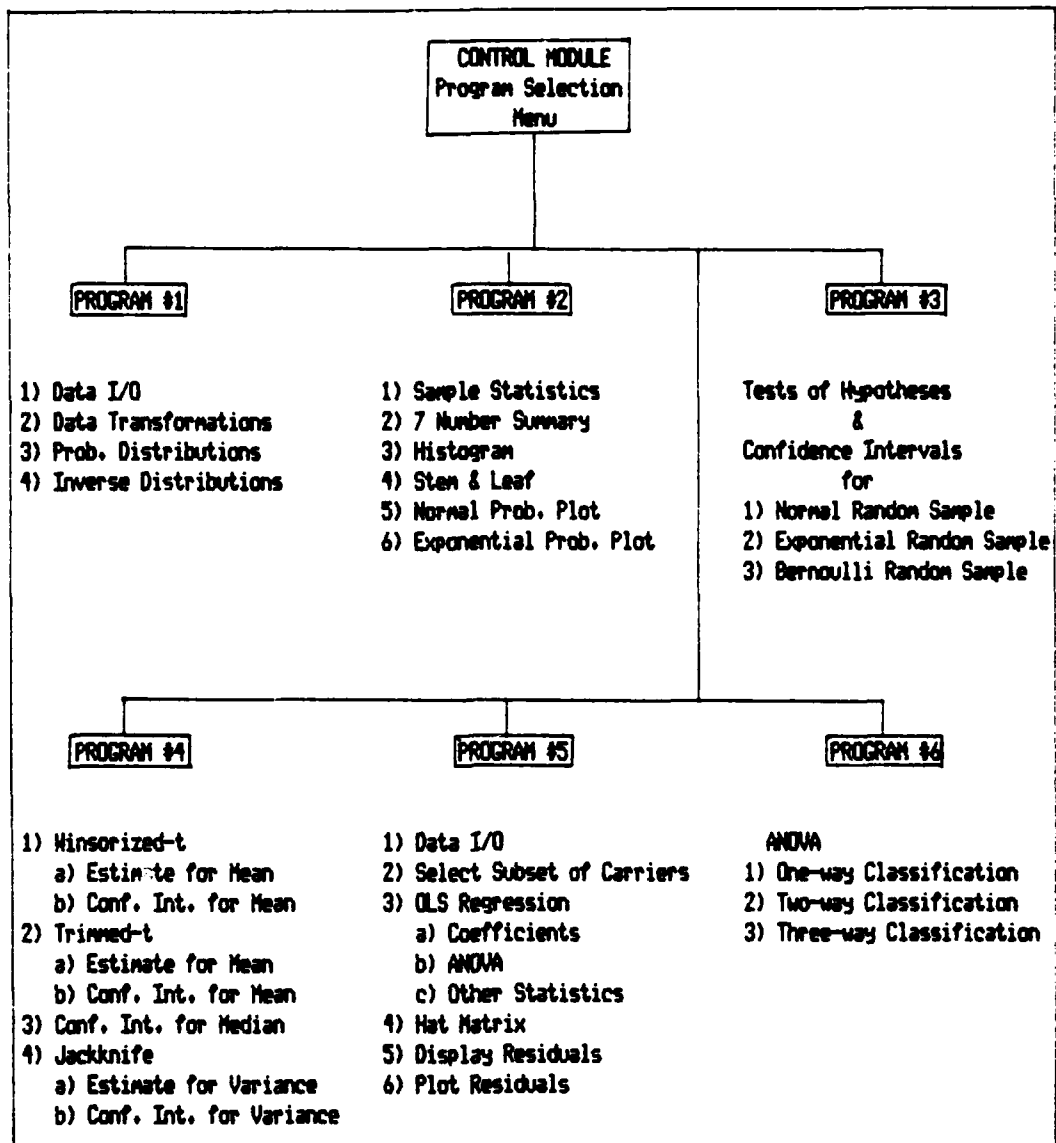 CONTROL MODULE
Program Selection
Menu
PROGRAM #1
1) Data I/O
2) Data Transformations
3) Prob. Distributions
4) Inverse Distributions
PROGRAM #2
1) Sample Statistics
2) 7 Number Summary
3) Histogram
4) Stem & Leaf
5) Normal Prob. Plot
6) Exponential Prob. Plot
PROGRAM #3
Tests of Hypotheses
&
Confidence Intervals
for
1) Normal Random Sample
2) Exponential Random Sample
3) Bernoulli Random Sample
PROGRAM #4
1) Winsorized-t
a) Estimate for Mean
b) Conf. Int. for Mean
2) Trimmed-t
a) Estimate for Mean
b) Conf. Int. for Mean
3) Conf. Int. for Median
4) Jackknife
a) Estimate for Variance
b) Conf. Int. for Variance
PROGRAM #5
1) Data I/O
2) Select Subset of Carriers
3) OLS Regression
a) Coefficients
b) ANOVA
c) Other Statistics
4) Hat Matrix
5) Display Residuals
6) Plot Residuals
PROGRAM #6
ANOVA
1) One-way Classification
2) Two-way Classification
3) Three-way Classification